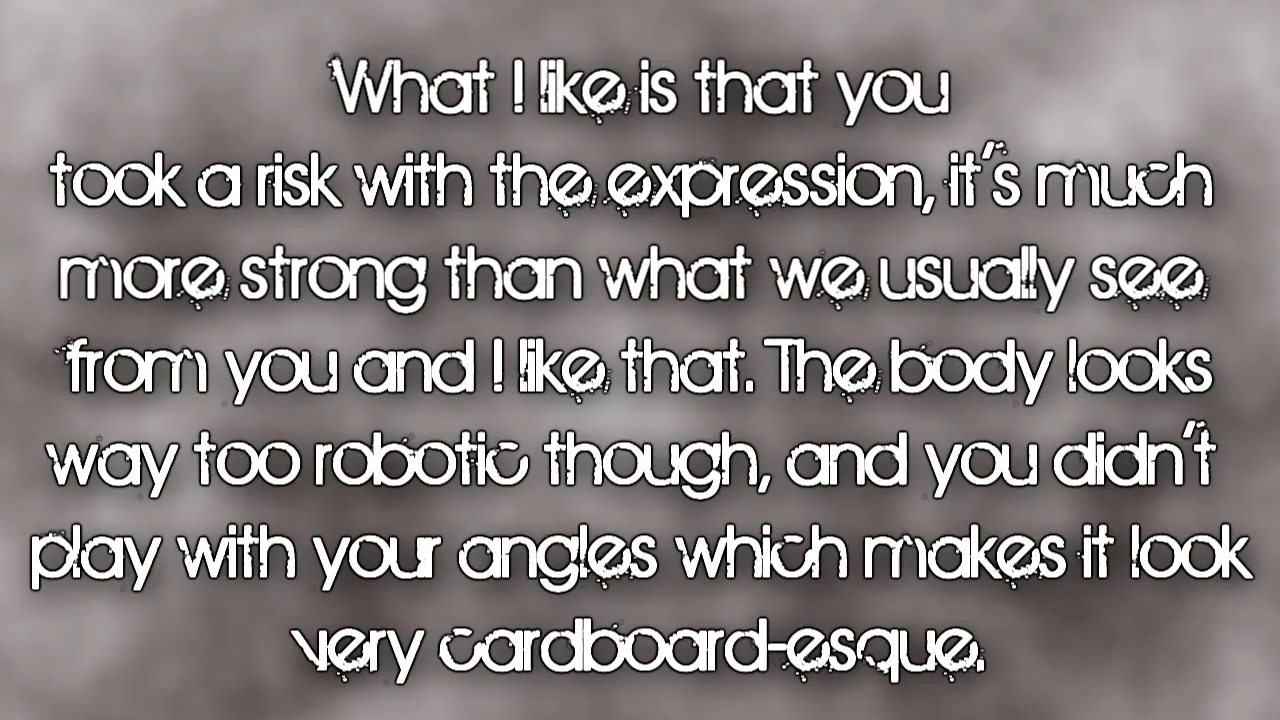 What I like is that you
took a risk with the expression, it's much
more strong than what we usually see
from you and I like that. The body looks
way too robotic though, and you didn't
play with your angles which makes it look
very cardboard-esque.